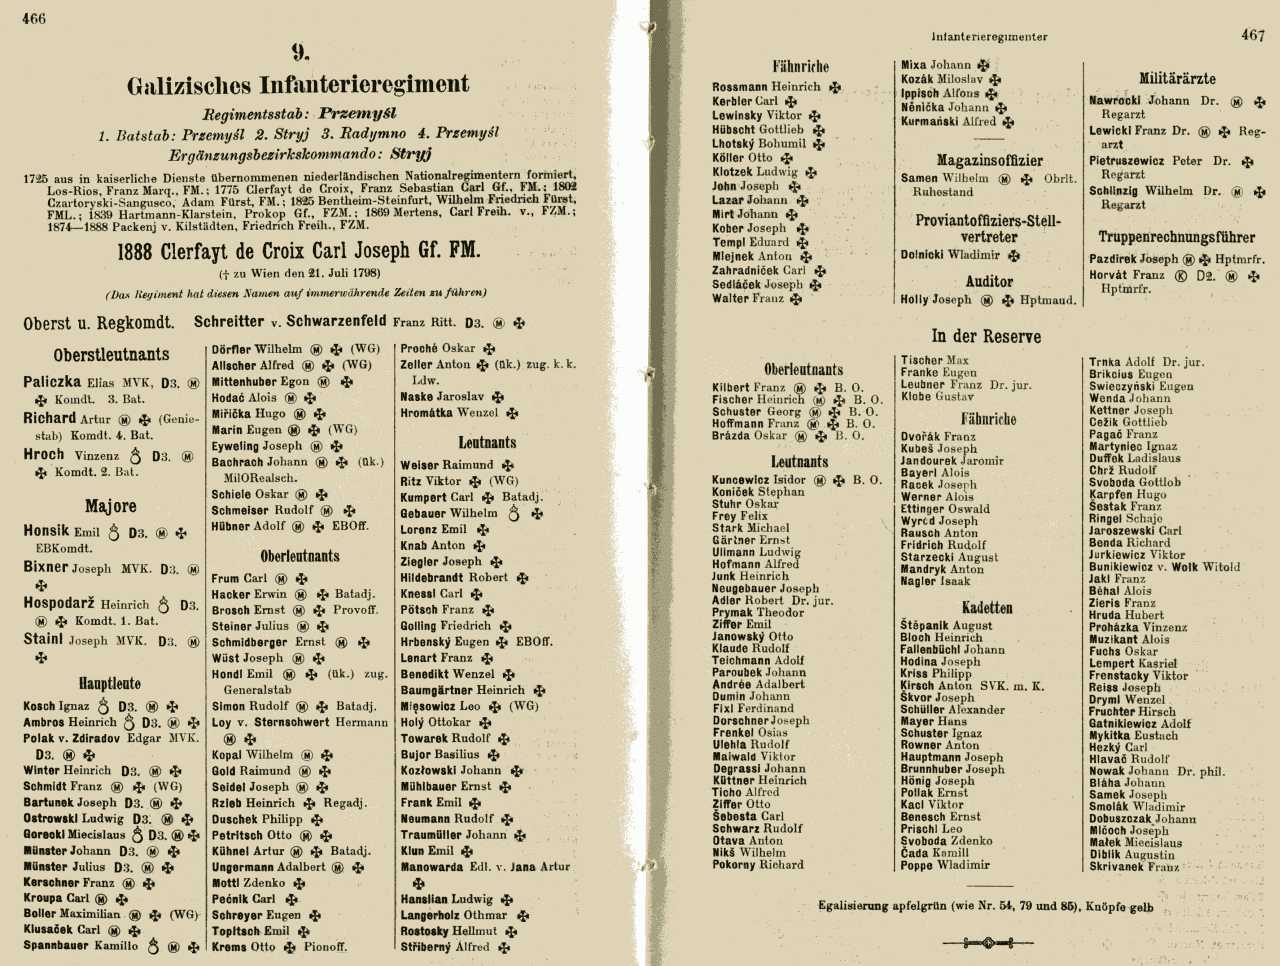 466
9.
Galizisches Infanterieregiment
Regimentsstab: Przemyśl
1. Batstab: Przemyśl 2. Stryj 3. Radymno 4. Przemyśl
Ergänzungsbezirkskommando: Stryj
1725 aus in kaiserliche Dienste übernommenen niederländischen Nationalregimentern formiert,
Los-Rios, Franz Marq., FM.; 1775 Clerfayt de Croix, Franz Sebastian Carl Gf., FM.; 1802
Czartoryski-Sangusco, Adam Fürst, FM.; 1825 Bentheim-Steinfurt, Wilhelm Friedrich Fürst,
FML.; 1839 Hartmann-Klarstein, Prokop Gf., FZM.; 1869 Mertens, Carl Freih. v., FZM.;
1874—1888 Packenj v. Kilstädten, Friedrich Freih., FZM.
1888 Clerfayt de Croix Carl Joseph Gf. FM.
(† zu Wien den 21. Juli 1798)
(Das Regiment hat diesen Namen auf immerwährende Zeiten zu führen)
Oberst u. Regkomdt. Schreitter v. Schwarzenfeld Franz Ritt. D3. Ⓜ ✠
Oberstleutnants
Paliczka Elias MVK, D3. Ⓜ
✠ Komdt. 3. Bat.
Richard Artur Ⓜ ✠ (Genie-
stab) Komdt. 4. Bat.
Hroch Vinzenz D3. Ⓜ
✠ Komdt. 2. Bat.
Majore
Honsik Emil D3. Ⓜ ✠
EBKomdt.
Bixner Joseph MVK. D3. Ⓜ
✠
Hospodarž Heinrich D3.
Ⓜ ✠ Komdt. 1. Bat.
Stainl Joseph MVK. D3. Ⓜ
✠
Hauptleute
Kosch Ignaz D3. Ⓜ ✠
Ambros Heinrich D3. Ⓜ ✠
Polak v. Zdiradov Edgar MVK.
D3. Ⓜ ✠
Winter Heinrich D3. Ⓜ ✠
Schmidt Franz Ⓜ ✠ (WG)
Bartunek Joseph D3. Ⓜ ✠
Ostrowski Ludwig D3. Ⓜ ✠
Gorecki Miecislaus D3. Ⓜ ✠
Münster Johann D3. Ⓜ ✠
Münster Julius D3. Ⓜ ✠
Kerschner Franz Ⓜ ✠
Kroupa Carl Ⓜ ✠
Boller Maximilian Ⓜ ✠ (WG)
Klusaček Carl Ⓜ ✠
Spannbauer Kamillo Ⓜ ✠
Dörfler Wilhelm Ⓜ ✠ (WG)
Allscher Alfred Ⓜ ✠ (WG)
Mittenhuber Egon Ⓜ ✠
Hodač Alois Ⓜ ✠
Miřička Hugo Ⓜ ✠
Marin Eugen Ⓜ ✠ (WG)
Eyweling Joseph Ⓜ ✠
Bachrach Johann Ⓜ ✠ (ük.)
MilORealsch.
Schiele Oskar Ⓜ ✠
Schmeiser Rudolf Ⓜ ✠
Hübner Adolf Ⓜ ✠ EBOff.
Oberleutnants
Frum Carl Ⓜ ✠
Hacker Erwin Ⓜ ✠ Batadj.
Brosch Ernst Ⓜ ✠ Provoff.
Steiner Julius Ⓜ ✠
Schmidberger Ernst Ⓜ ✠
Wüst Joseph Ⓜ ✠
Hondl Emil Ⓜ ✠ (ük.) zug.
Generalstab
Simon Rudolf Ⓜ ✠ Batadj.
Loy v. Sternschwert Hermann
Ⓜ ✠
Kopal Wilhelm Ⓜ ✠
Gold Raimund Ⓜ ✠
Seidel Joseph Ⓜ ✠
Rzieb Heinrich ✠ Regadj.
Duschek Philipp ✠
Petritsch Otto Ⓜ ✠
Kühnel Artur Ⓜ ✠ Batadj.
Ungermann Adalbert Ⓜ ✠
Mottl Zdenko ✠
Pečnik Carl ✠
Schreyer Eugen ✠
Topitsch Emil ✠
Krems Otto ✠ Pionoff.
Proché Oskar ✠
Zeller Anton ✠ (ük.) zug. k. k.
Ldw.
Naske Jaroslav ✠
Hromátka Wenzel ✠
Leutnants
Weiser Raimund ✠
Ritz Viktor ✠ (WG)
Kumpert Carl ✠ Batadj.
Gebauer Wilhelm ✠
Lorenz Emil ✠
Knab Anton ✠
Ziegler Joseph ✠
Hildebrandt Robert ✠
Knessl Carl ✠
Pötsch Franz ✠
Golling Friedrich ✠
Hrbenský Eugen ✠ EBOff.
Lenart Franz ✠
Benedikt Wenzel ✠
Baumgärtner Heinrich ✠
Mięsowicz Leo ✠ (WG)
Holý Ottokar ✠
Towarek Rudolf ✠
Bujor Basilius ✠
Kozłowski Johann ✠
Mühlbauer Ernst ✠
Frank Emil ✠
Neumann Rudolf ✠
Traumüller Johann ✠
Klun Emil ✠
Manowarda Edl. v. Jana Artur
✠
Hanslian Ludwig ✠
Langerholz Othmar ✠
Rostosky Hellmut ✠
Stříberný Alfred ✠
Infanterieregimenter
467
Fähnriche
Rossmann Heinrich ✠
Kerbler Carl ✠
Lewinsky Viktor ✠
Hübscht Gottlieb ✠
Lhotský Bohumil ✠
Köller Otto ✠
Klotzek Ludwig ✠
John Joseph ✠
Lazar Johann ✠
Mirt Johann ✠
Kober Joseph ✠
Templ Eduard ✠
Mlejnek Anton ✠
Zahradniček Carl ✠
Sedláček Joseph ✠
Walter Franz ✠
Mixa Johann ✠
Kozák Miloslav ✠
Ippisch Alfons ✠
Něnička Johann ✠
Kurmański Alfred ✠
Magazinsoffizier
Samen Wilhelm Ⓜ ✠ Obrlt.
Ruhestand
Proviantoffiziers-Stell-
vertreter
Dolnicki Wladimir ✠
Auditor
Holly Joseph Ⓜ ✠ Hptmaud.
Militärärzte
Nawrocki Johann Dr. Ⓜ ✠
Regarzt
Lewicki Franz Dr. Ⓜ ✠ Reg-
arzt
Pietruszewicz Peter Dr. ✠
Regarzt
Schlinzig Wilhelm Dr. Ⓜ ✠
Regarzt
Truppenrechnungsführer
Pazdirek Joseph Ⓜ ✠ Hptmrfr.
Horvát Franz Ⓚ D2. Ⓜ ✠
Hptmrfr.
In der Reserve
Oberleutnants
Kilbert Franz Ⓜ ✠ B. O.
Fischer Heinrich Ⓜ ✠ B. O.
Schuster Georg Ⓜ ✠ B. O.
Hoffmann Franz Ⓜ ✠ B. O.
Brázda Oskar Ⓜ ✠ B. O.
Leutnants
Kuncewicz Isidor Ⓜ ✠ B. O.
Koniček Stephan
Stuhr Oskar
Frey Felix
Stark Michael
Gärtner Ernst
Ullmann Ludwig
Hofmann Alfred
Junk Heinrich
Neugebauer Joseph
Adler Robert Dr. jur.
Prymak Theodor
Ziffer Emil
Janowský Otto
Klaude Rudolf
Teichmann Adolf
Paroubek Johann
Andrée Adalbert
Dumin Johann
Fixl Ferdinand
Dorschner Joseph
Frenkel Osias
Ulehla Rudolf
Maiwald Viktor
Degrassi Johann
Küttner Heinrich
Ticho Alfred
Ziffer Otto
Šebesta Carl
Schwarz Rudolf
Otava Anton
Nikš Wilhelm
Pokorny Richard
Tischer Max
Franke Eugen
Leubner Franz Dr. jur.
Klobe Gustav
Fähnriche
Dvořák Franz
Kubeš Joseph
Jandourek Jaromir
Bayerl Alois
Racek Joseph
Werner Alois
Ettinger Oswald
Wyrcd Joseph
Rausch Anton
Fridrich Rudolf
Starzecki August
Mandryk Anton
Nagler Isaak
Kadetten
Štěpanik August
Bloch Heinrich
Fallenbüchl Johann
Hodina Joseph
Kriss Philipp
Kirsch Anton SVK. m. K.
Škvor Joseph
Schüller Alexander
Mayer Hans
Schuster Ignaz
Rowner Anton
Hauptmann Joseph
Brunnhuber Joseph
Hönig Joseph
Pollak Ernst
Kaci Viktor
Benesch Ernst
Prischl Leo
Svoboda Zdenko
Čada Kamill
Poppe Wladimir
Trnka Adolf Dr. jur.
Brikcius Eugen
Swieczyński Eugen
Wenda Johann
Kettner Joseph
Cežik Gottlieb
Pagač Franz
Martyniec Ignaz
Duffek Ladislaus
Chrž Rudolf
Svoboda Gottlob
Karpfen Hugo
Šestak Franz
Ringel Schaje
Jaroszewski Carl
Benda Richard
Jurkiewicz Viktor
Bunikiewicz v. Wolk Witold
Jakl Franz
Běhal Alois
Zieris Franz
Hruda Hubert
Proházka Vinzenz
Muzikant Alois
Fuchs Oskar
Lempert Kasriel
Frenstacky Viktor
Reiss Joseph
Dryml Wenzel
Fruchter Hirsch
Gatnikiewicz Adolf
Mykitka Eustach
Hezký Carl
Hlavač Rudolf
Nowak Johann Dr. phil.
Bláha Johann
Samek Joseph
Smolák Wladimir
Dobuszczak Johann
Mlčoch Joseph
Małek Miecislaus
Diblik Augustin
Skrivanek Franz
Egalisierung apfelgrün (wie Nr. 54, 79 und 85), Knöpfe gelb